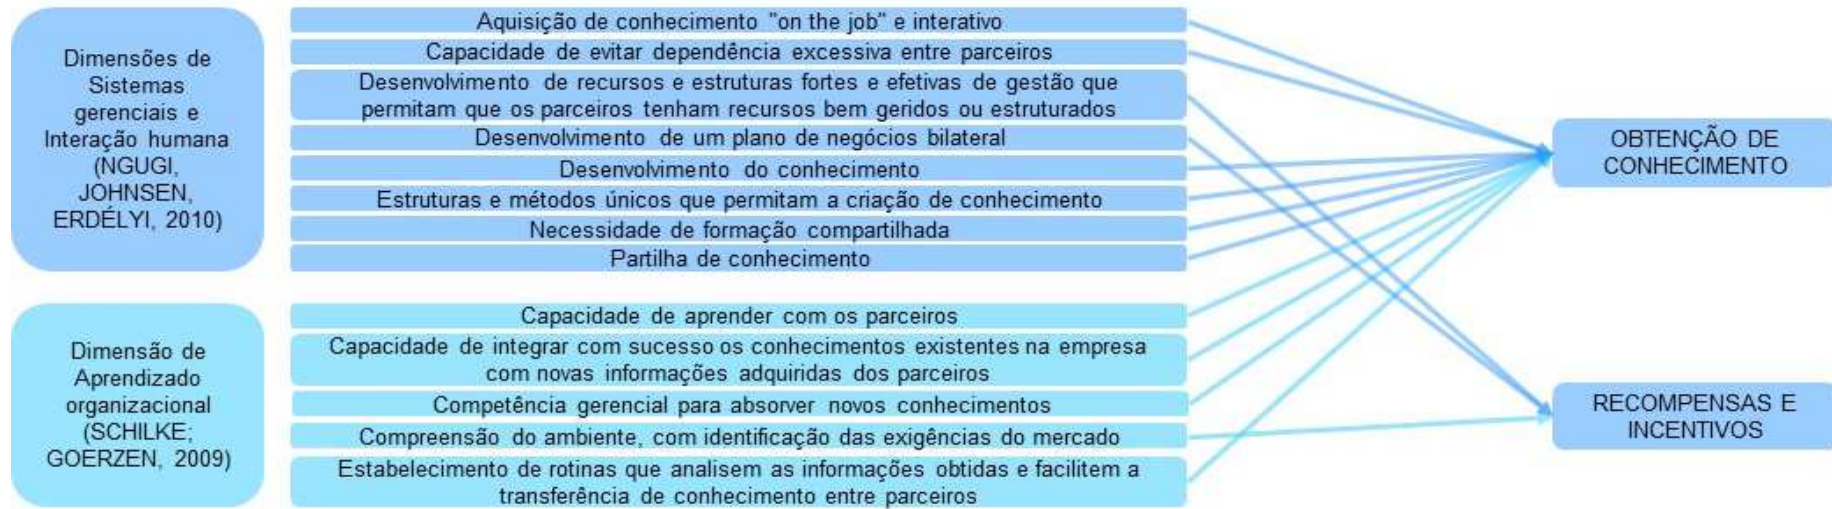 Dimensões de
Sistemas
gerenciais e
Interação humana
(NGUGI,
JOHNSEN,
ERDÉLYI, 2010)
Aquisição de conhecimento "on the job" e interativo
Capacidade de evitar dependência excessiva entre parceiros
Desenvolvimento de recursos e estruturas fortes e efetivas de gestão que
permitam que os parceiros tenham recursos bem geridos ou estruturados
Desenvolvimento de um plano de negócios bilateral
Desenvolvimento do conhecimento
Estruturas e métodos únicos que permitam a criação de conhecimento
Necessidade de formação compartilhada
Partilha de conhecimento
OBTENÇÃO DE
CONHECIMENTO
Dimensão de
Aprendizado
organizacional
(SCHILKE;
GOERZEN, 2009)
Capacidade de aprender com os parceiros
Capacidade de integrar com sucesso os conhecimentos existentes na empresa
com novas informações adquiridas dos parceiros
Competência gerencial para absorver novos conhecimentos
Compreensão do ambiente, com identificação das exigências do mercado
Estabelecimento de rotinas que analisem as informações obtidas e facilitem a
transferência de conhecimento entre parceiros
RECOMPENSAS E
INCENTIVOS